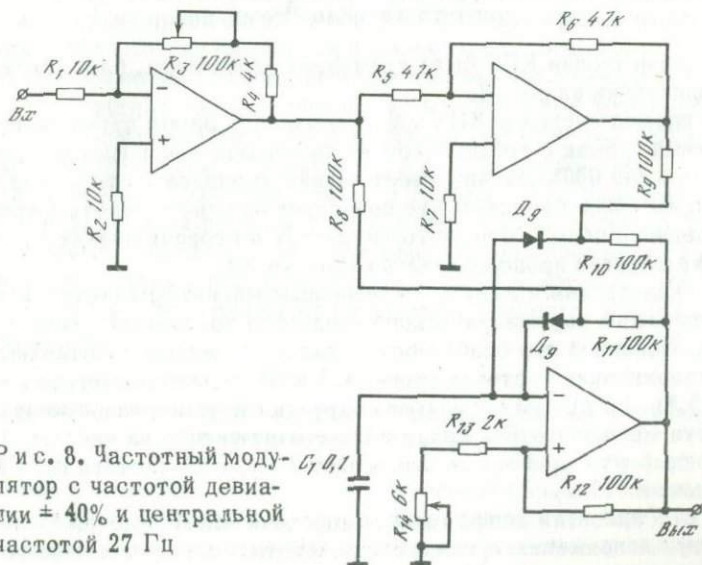 R₆ 47к
R₁ 10к
R₃ 100к
R₄ 4к
R₅ 47к
Вх
R₂ 10к
R₈ 100к
R₇ 10к
R₉ 100к
Д₉
R₁₀ 100к
Д₉
R₁₁ 100к
Рис. 8. Частотный моду-
лятор с частотой девиа-
ции ± 40% и центральной
частотой 27 Гц
C₁ 0,1
R₁₃ 2к
6к
R₁₂ 100к
Вых